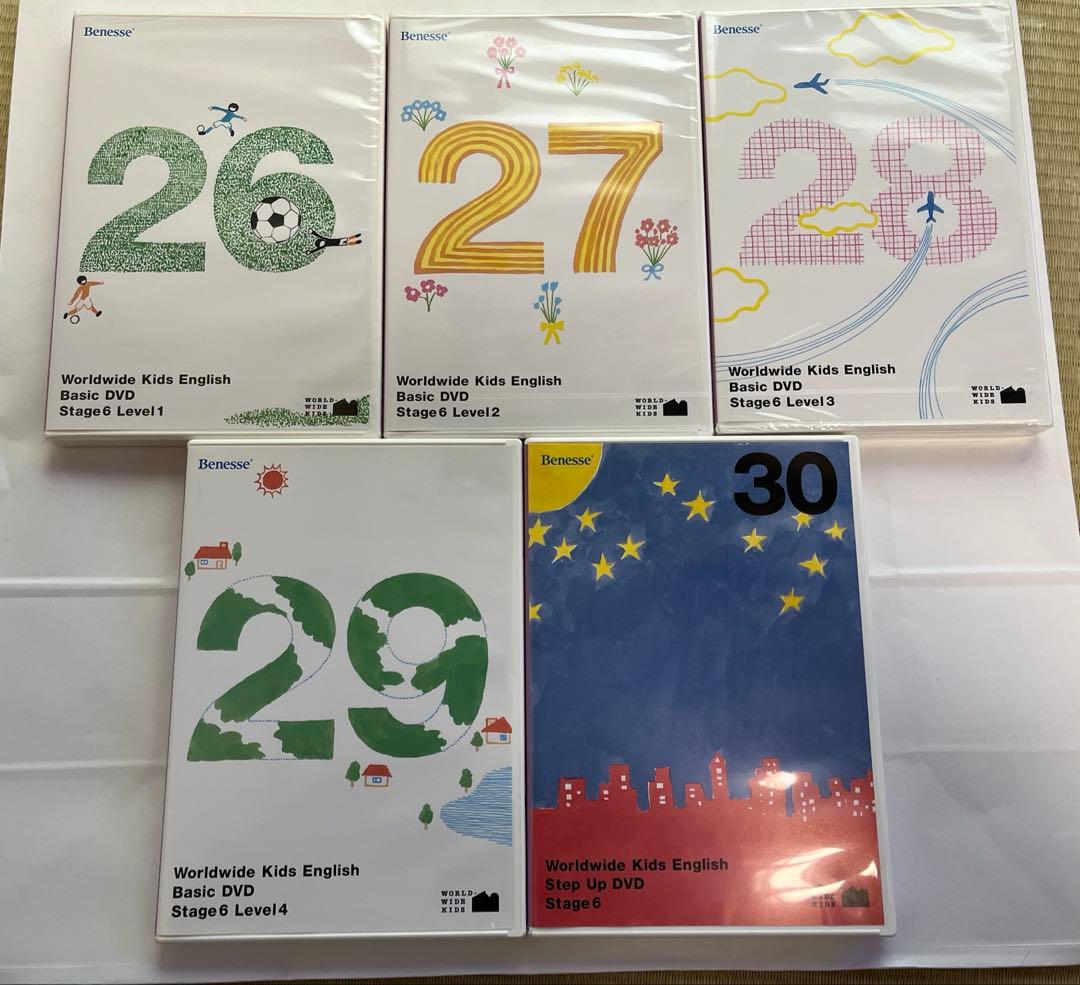 Benesse®
26
Worldwide Kids English
Basic DVD
Stage6 Level1
WORLD-
WIDE
KIDS
Benesse®
27
Worldwide Kids English
Basic DVD
Stage6 Level2
WORLD-
WIDE
KIDS
Benesse®
28
Worldwide Kids English
Basic DVD
Stage6 Level3
WORLD-
WIDE
KIDS
Benesse®
29
Worldwide Kids English
Basic DVD
Stage6 Level4
WORLD-
WIDE
KIDS
Benesse®
30
Worldwide Kids English
Step Up DVD
Stage6
WIDE
KIDS